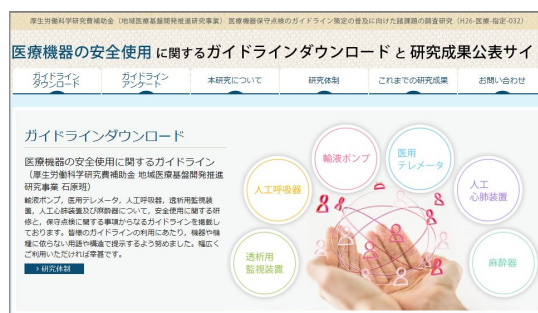 厚生労働科学研究費補助金（地域医療基盤開発推進研究事業） 医療機器保守点検のガイドライン策定の普及に向けた諸課題の調査研究（H26-医療-指定-032）
医療機器の安全使用 に関するガイドラインダウンロード と 研究成果公表サイ
ガイドライン
ダウンロード
ガイドライン
アンケート
本研究について
研究体制
これまでの研究成果
お問い合わせ
ガイドラインダウンロード
医療機器の安全使用に関するガイドライン
（厚生労働科学研究費補助金 地域医療基盤開発推進
研究事業 石原班）
輸液ポンプ、医用テレメータ、人工呼吸器、透析用監視装
置、人工心肺装置及び麻酔器について、安全使用に関する研
修と、保守点検に関する事項からなるガイドラインを掲載し
ております。皆様のガイドラインの利用にあたり、機器や機
種に依らない用語や構造で提示するよう努めました。幅広く
ご利用いただければ幸甚です。
> 研究体制
人工呼吸器
輸液ポンプ
医用
テレメータ
人工
心肺装置
透析用
監視装置
麻酔器